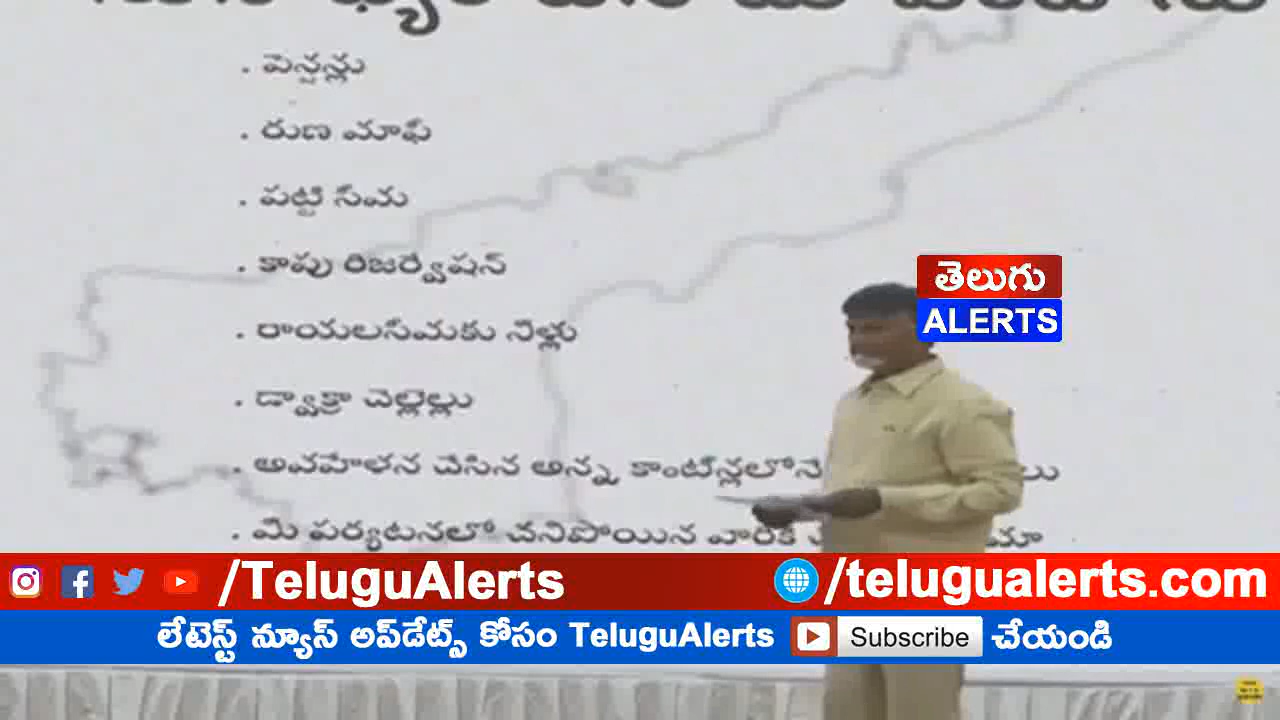 . పెన్షన్లు
. రుణ మాఫీ
. పట్టి సీమ
. కాపు రిజర్వేషన్
తెలుగు
ALERTS
. రాయలసీమకు నీళ్లు
. డ్వాక్రా చెల్లెల్లు
. అవహేళన చేసిన అన్న కాంటీన్లలోనే
. మీ పర్యటనలో చనిపోయిన వారికి
/TeluguAlerts
/telugualerts.com
లేటెస్ట్ న్యూస్ అప్‌డేట్స్ కోసం TeluguAlerts Subscribe చేయండి